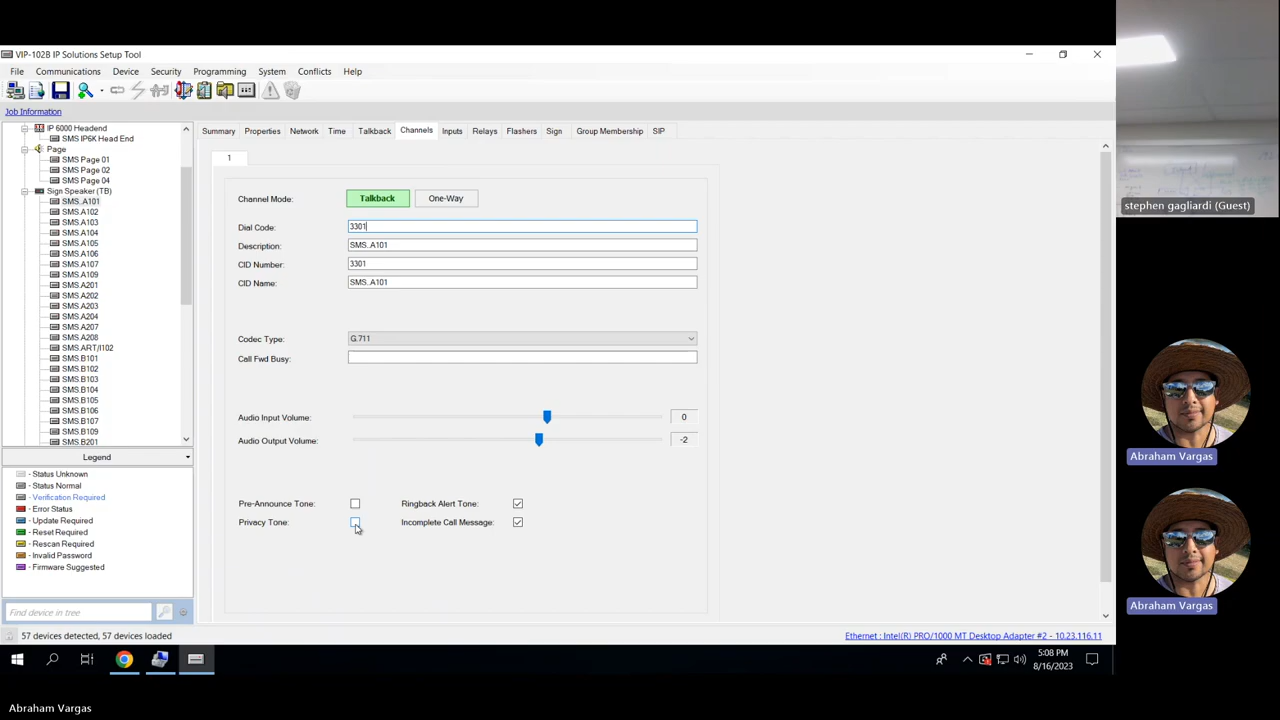 VIP-102B IP Solutions Setup Tool
File Communications Device Security Programming System Conflicts Help
Job Information
IP 6000 Headend
SMS IP6K Head End
Page
SMS Page 01
SMS Page 02
SMS Page 04
Sign Speaker (TB)
SMS..A101
SMS.A102
SMS.A103
SMS.A104
SMS.A105
SMS.A106
SMS.A107
SMS.A109
SMS.A201
SMS.A202
SMS.A203
SMS.A204
SMS.A207
SMS.A208
SMS.ART/I102
SMS.B101
SMS.B102
SMS.B103
SMS.B104
SMS.B105
SMS.B106
SMS.B107
SMS.B109
SMS.B201
Legend
- Status Unknown
- Status Normal
- Verification Required
- Error Status
- Update Required
- Reset Required
- Rescan Required
- Invalid Password
- Firmware Suggested
Find device in tree
57 devices detected, 57 devices loaded
Summary Properties Network Time Talkback Channels Inputs Relays Flashers Sign Group Membership SIP
1
Channel Mode: Talkback One-Way
Dial Code: 3301
Description: SMS..A101
CID Number: 3301
CID Name: SMS..A101
Codec Type: G.711
Call Fwd Busy:
Audio Input Volume: 0
Audio Output Volume: -2
Pre-Announce Tone: Ringback Alert Tone:
Privacy Tone: Incomplete Call Message:
Ethernet : Intel(R) PRO/1000 MT Desktop Adapter #2 - 10.23.116.11
5:08 PM
8/16/2023
stephen gagliardi (Guest)
Abraham Vargas
Abraham Vargas
Abraham Vargas